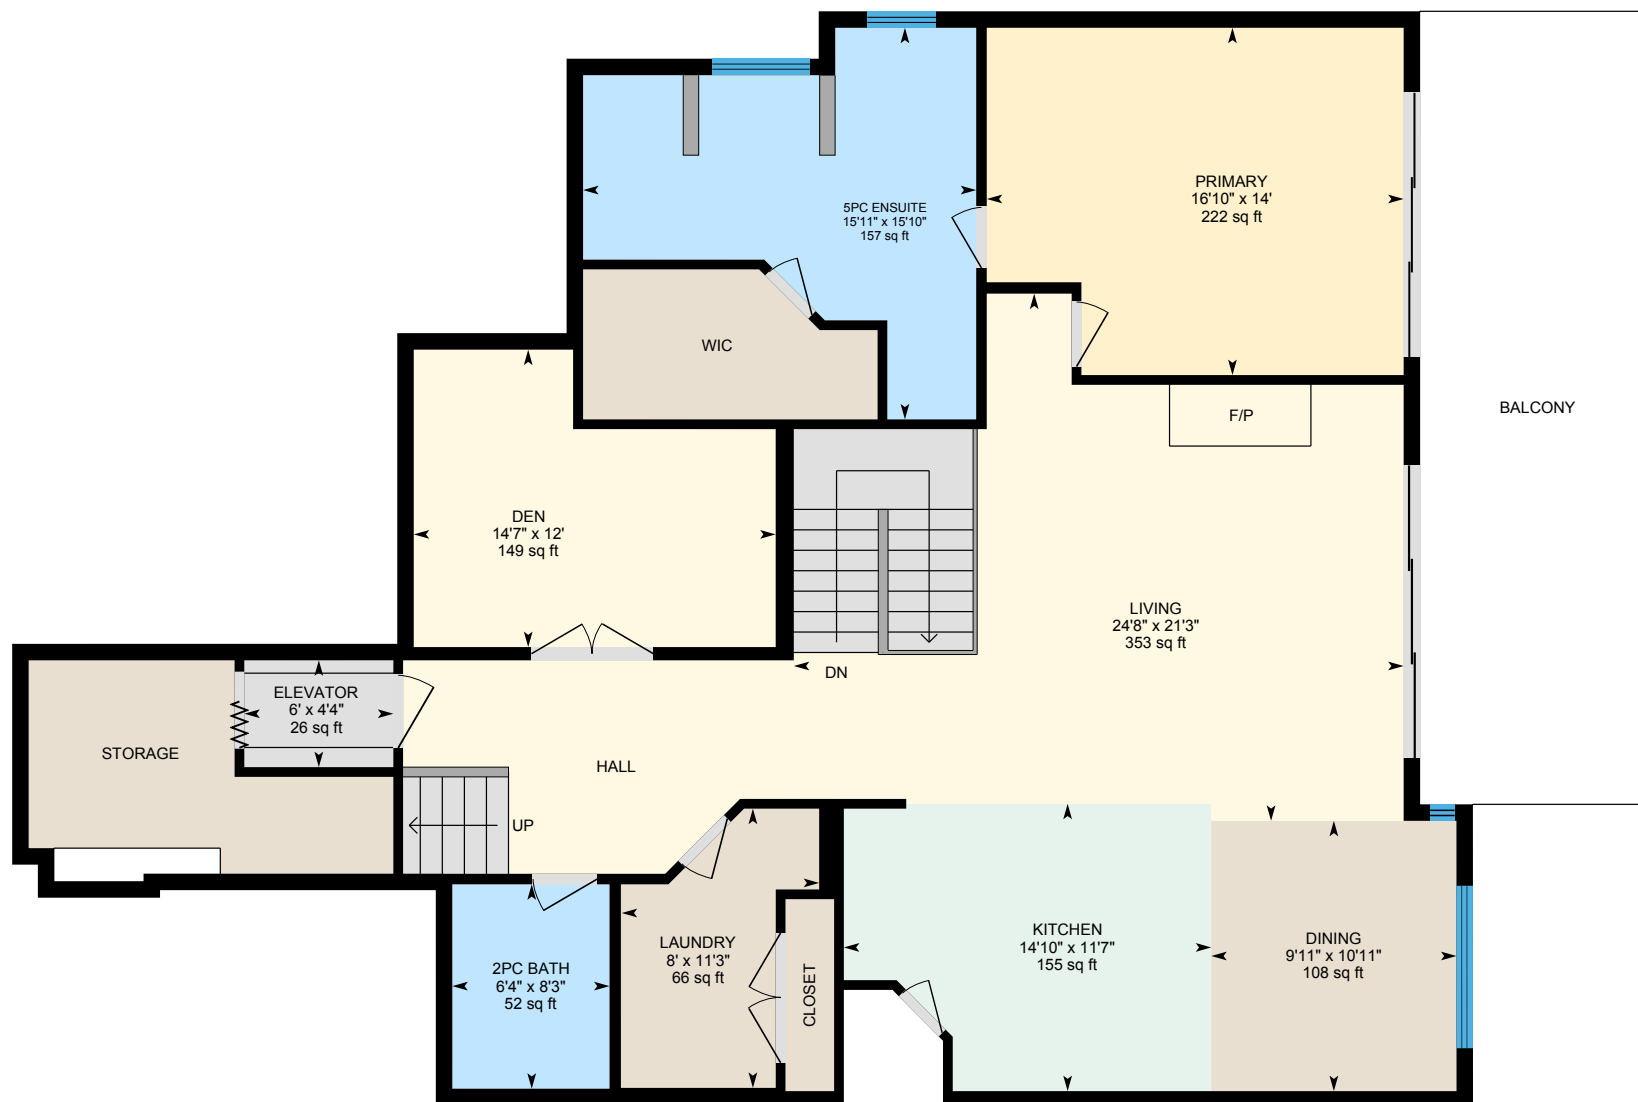 PRIMARY
16'10" x 14'
222 sq ft
5PC ENSUITE
15'11" x 15'10"
157 sq ft
WIC
F/P
BALCONY
DEN
14'7" x 12'
149 sq ft
LIVING
24'8" x 21'3"
353 sq ft
DN
ELEVATOR
6' x 4'4"
26 sq ft
STORAGE
HALL
UP
KITCHEN
14'10" x 11'7"
155 sq ft
DINING
9'11" x 10'11"
108 sq ft
LAUNDRY
8' x 11'3"
66 sq ft
2PC BATH
6'4" x 8'3"
52 sq ft
CLOSET